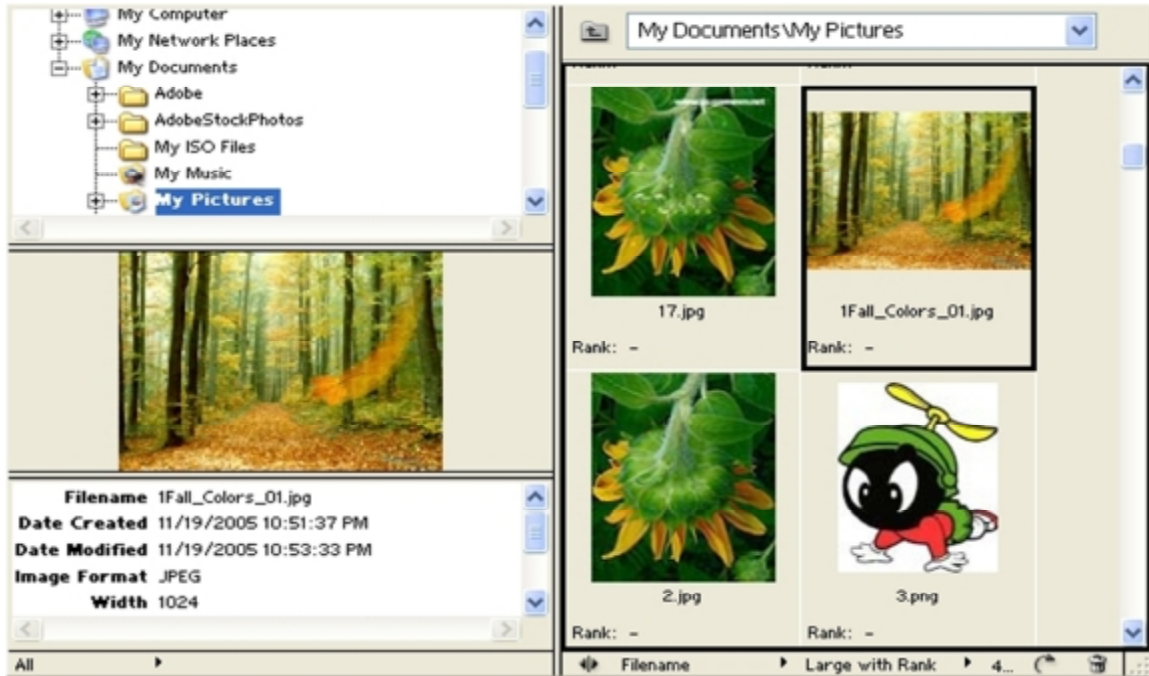 My Computer
My Network Places
My Documents
Adobe
AdobeStockPhotos
My ISO Files
My Music
My Pictures
Filename 1Fall_Colors_01.jpg
Date Created 11/19/2005 10:51:37 PM
Date Modified 11/19/2005 10:53:33 PM
Image Format JPEG
Width 1024
All
My Documents\My Pictures
17.jpg
1Fall_Colors_01.jpg
Rank: -
Rank: -
2.jpg
3.png
Rank: -
Rank: -
Filename
Large with Rank
4...